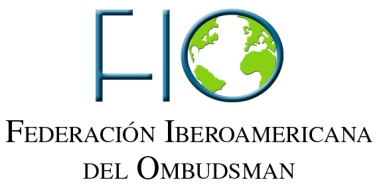 FIO
FEDERACIÓN IBEROAMERICANA
DEL OMBUDSMAN